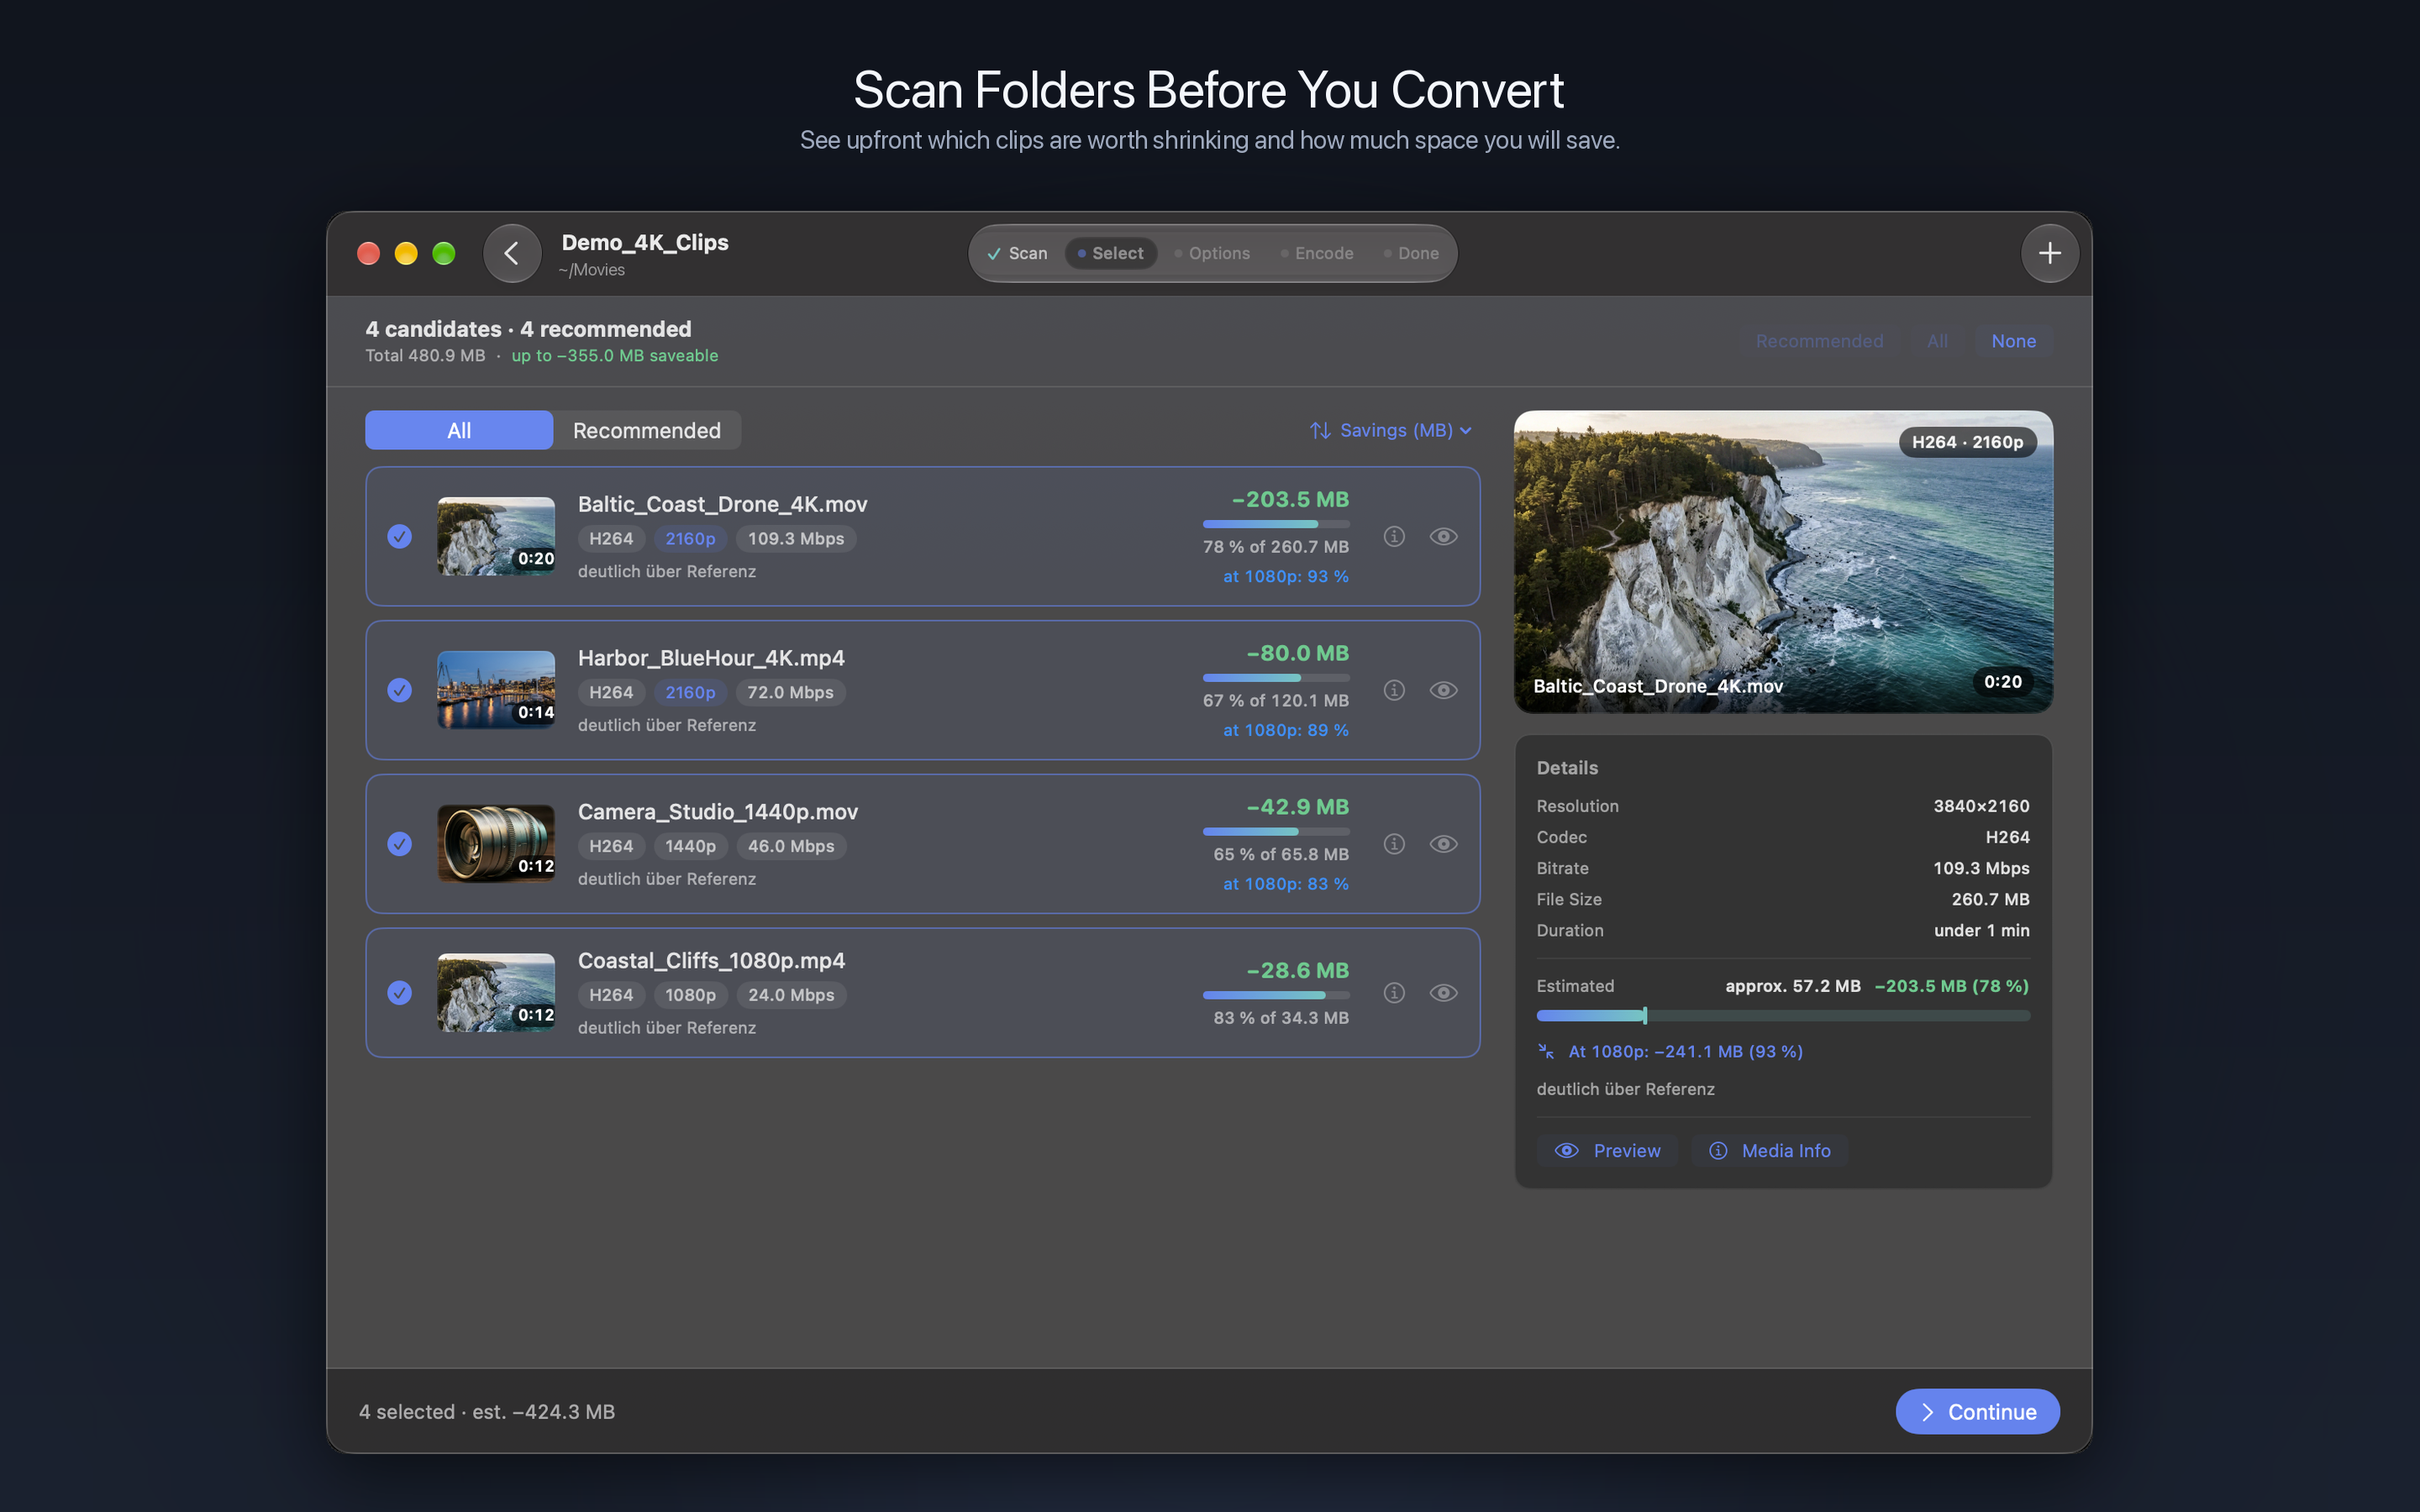 Scan Folders Before You Convert
See upfront which clips are worth shrinking and how much space you will save.
Demo_4K_Clips
~/Movies
Scan Select Options Encode Done
4 candidates · 4 recommended
Total 480.9 MB · up to −355.0 MB saveable
Recommended All None
All Recommended
Savings (MB)
Baltic_Coast_Drone_4K.mov
H264 2160p 109.3 Mbps
deutlich über Referenz
0:20
−203.5 MB
78 % of 260.7 MB
at 1080p: 93 %
Harbor_BlueHour_4K.mp4
H264 2160p 72.0 Mbps
deutlich über Referenz
0:14
−80.0 MB
67 % of 120.1 MB
at 1080p: 89 %
Camera_Studio_1440p.mov
H264 1440p 46.0 Mbps
deutlich über Referenz
0:12
−42.9 MB
65 % of 65.8 MB
at 1080p: 83 %
Coastal_Cliffs_1080p.mp4
H264 1080p 24.0 Mbps
deutlich über Referenz
0:12
−28.6 MB
83 % of 34.3 MB
H264 · 2160p
Baltic_Coast_Drone_4K.mov
0:20
Details
Resolution 3840×2160
Codec H264
Bitrate 109.3 Mbps
File Size 260.7 MB
Duration under 1 min
Estimated approx. 57.2 MB −203.5 MB (78 %)
At 1080p: −241.1 MB (93 %)
deutlich über Referenz
Preview Media Info
4 selected · est. −424.3 MB
Continue